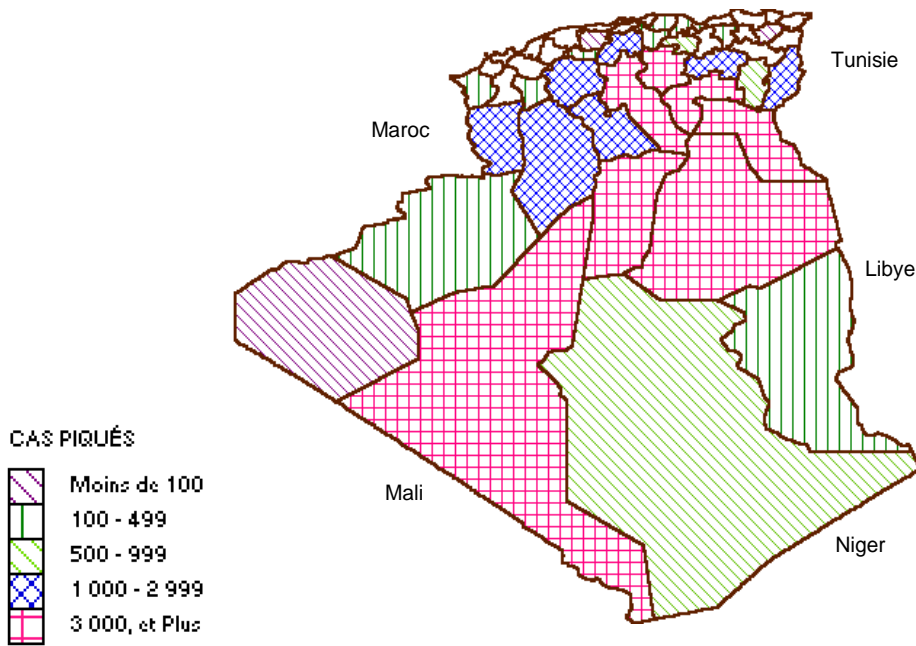 Tunisie
Maroc
Libye
CAS PIQUÉS
Moins de 100
100 - 499
500 - 999
1 000 - 2 999
3 000, et Plus
Mali
Niger